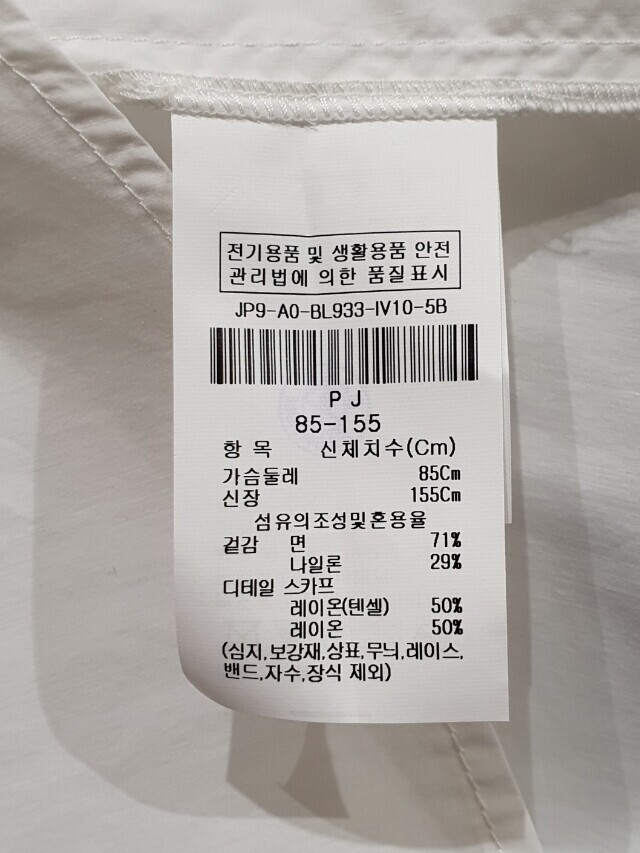 전기용품 및 생활용품 안전
관리법에 의한 품질표시
JP9-A0-BL933-IV10-5B
P J
85-155
항 목 신체치수(Cm)
가슴둘레 85Cm
신장 155Cm
섬유의조성및혼용율
겉감 면 71%
나일론 29%
디테일 스카프
레이온(텐셀) 50%
레이온 50%
(심지,보강재,상표,무늬,레이스,
밴드,자수,장식 제외)